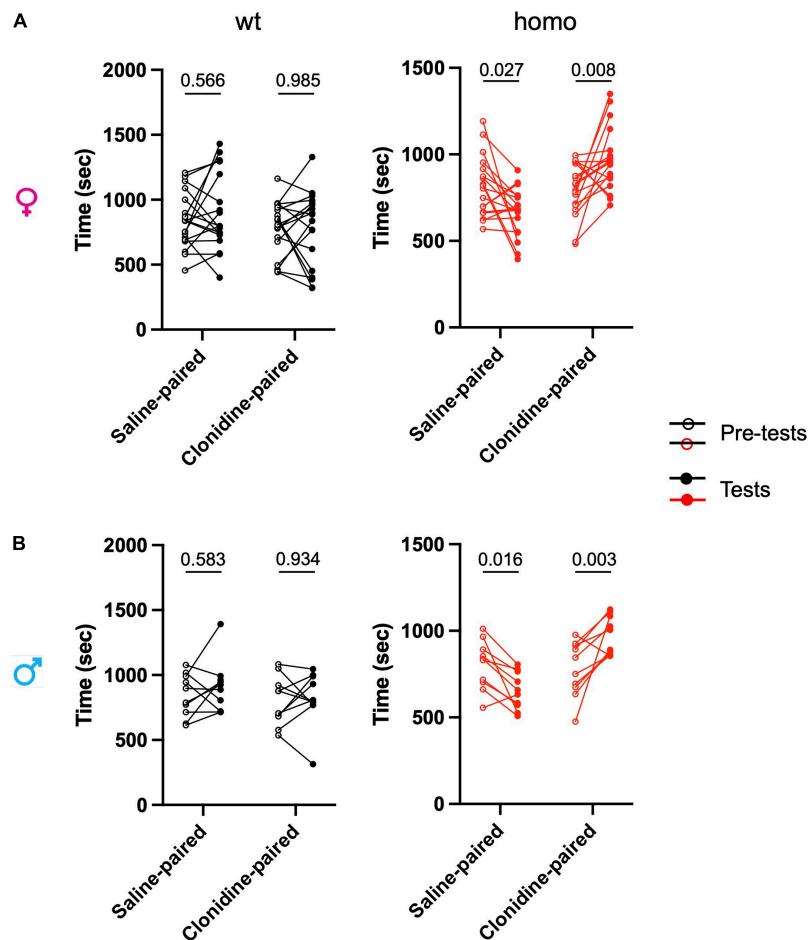 A
wt
homo
2000
1500
1000
500
0
Time (sec)
0.566
0.985
Saline-paired
Clonidine-paired
1500
1000
500
0
Time (sec)
0.027
0.008
Saline-paired
Clonidine-paired
Pre-tests
Tests
B
2000
1500
1000
500
0
Time (sec)
0.583
0.934
Saline-paired
Clonidine-paired
1500
1000
500
0
Time (sec)
0.016
0.003
Saline-paired
Clonidine-paired